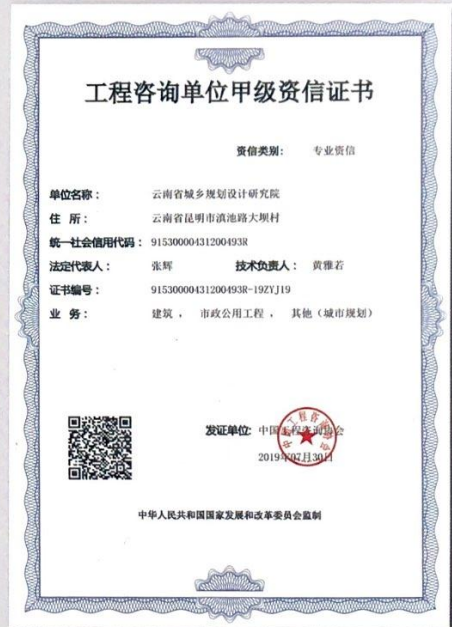 工程咨询单位甲级资信证书
资信类别： 专业资信
单位名称： 云南省城乡规划设计研究院
住 所： 云南省昆明市滇池路大坝村
统一社会信用代码： 91530000431200493R
法定代表人： 张辉 技术负责人： 黄雅若
证书编号： 91530000431200493R-19ZYJ19
业 务： 建筑 ， 市政公用工程 ， 其他（城市规划）
发证单位： 中国工程咨询协会
2019年07月30日
中华人民共和国国家发展和改革委员会监制